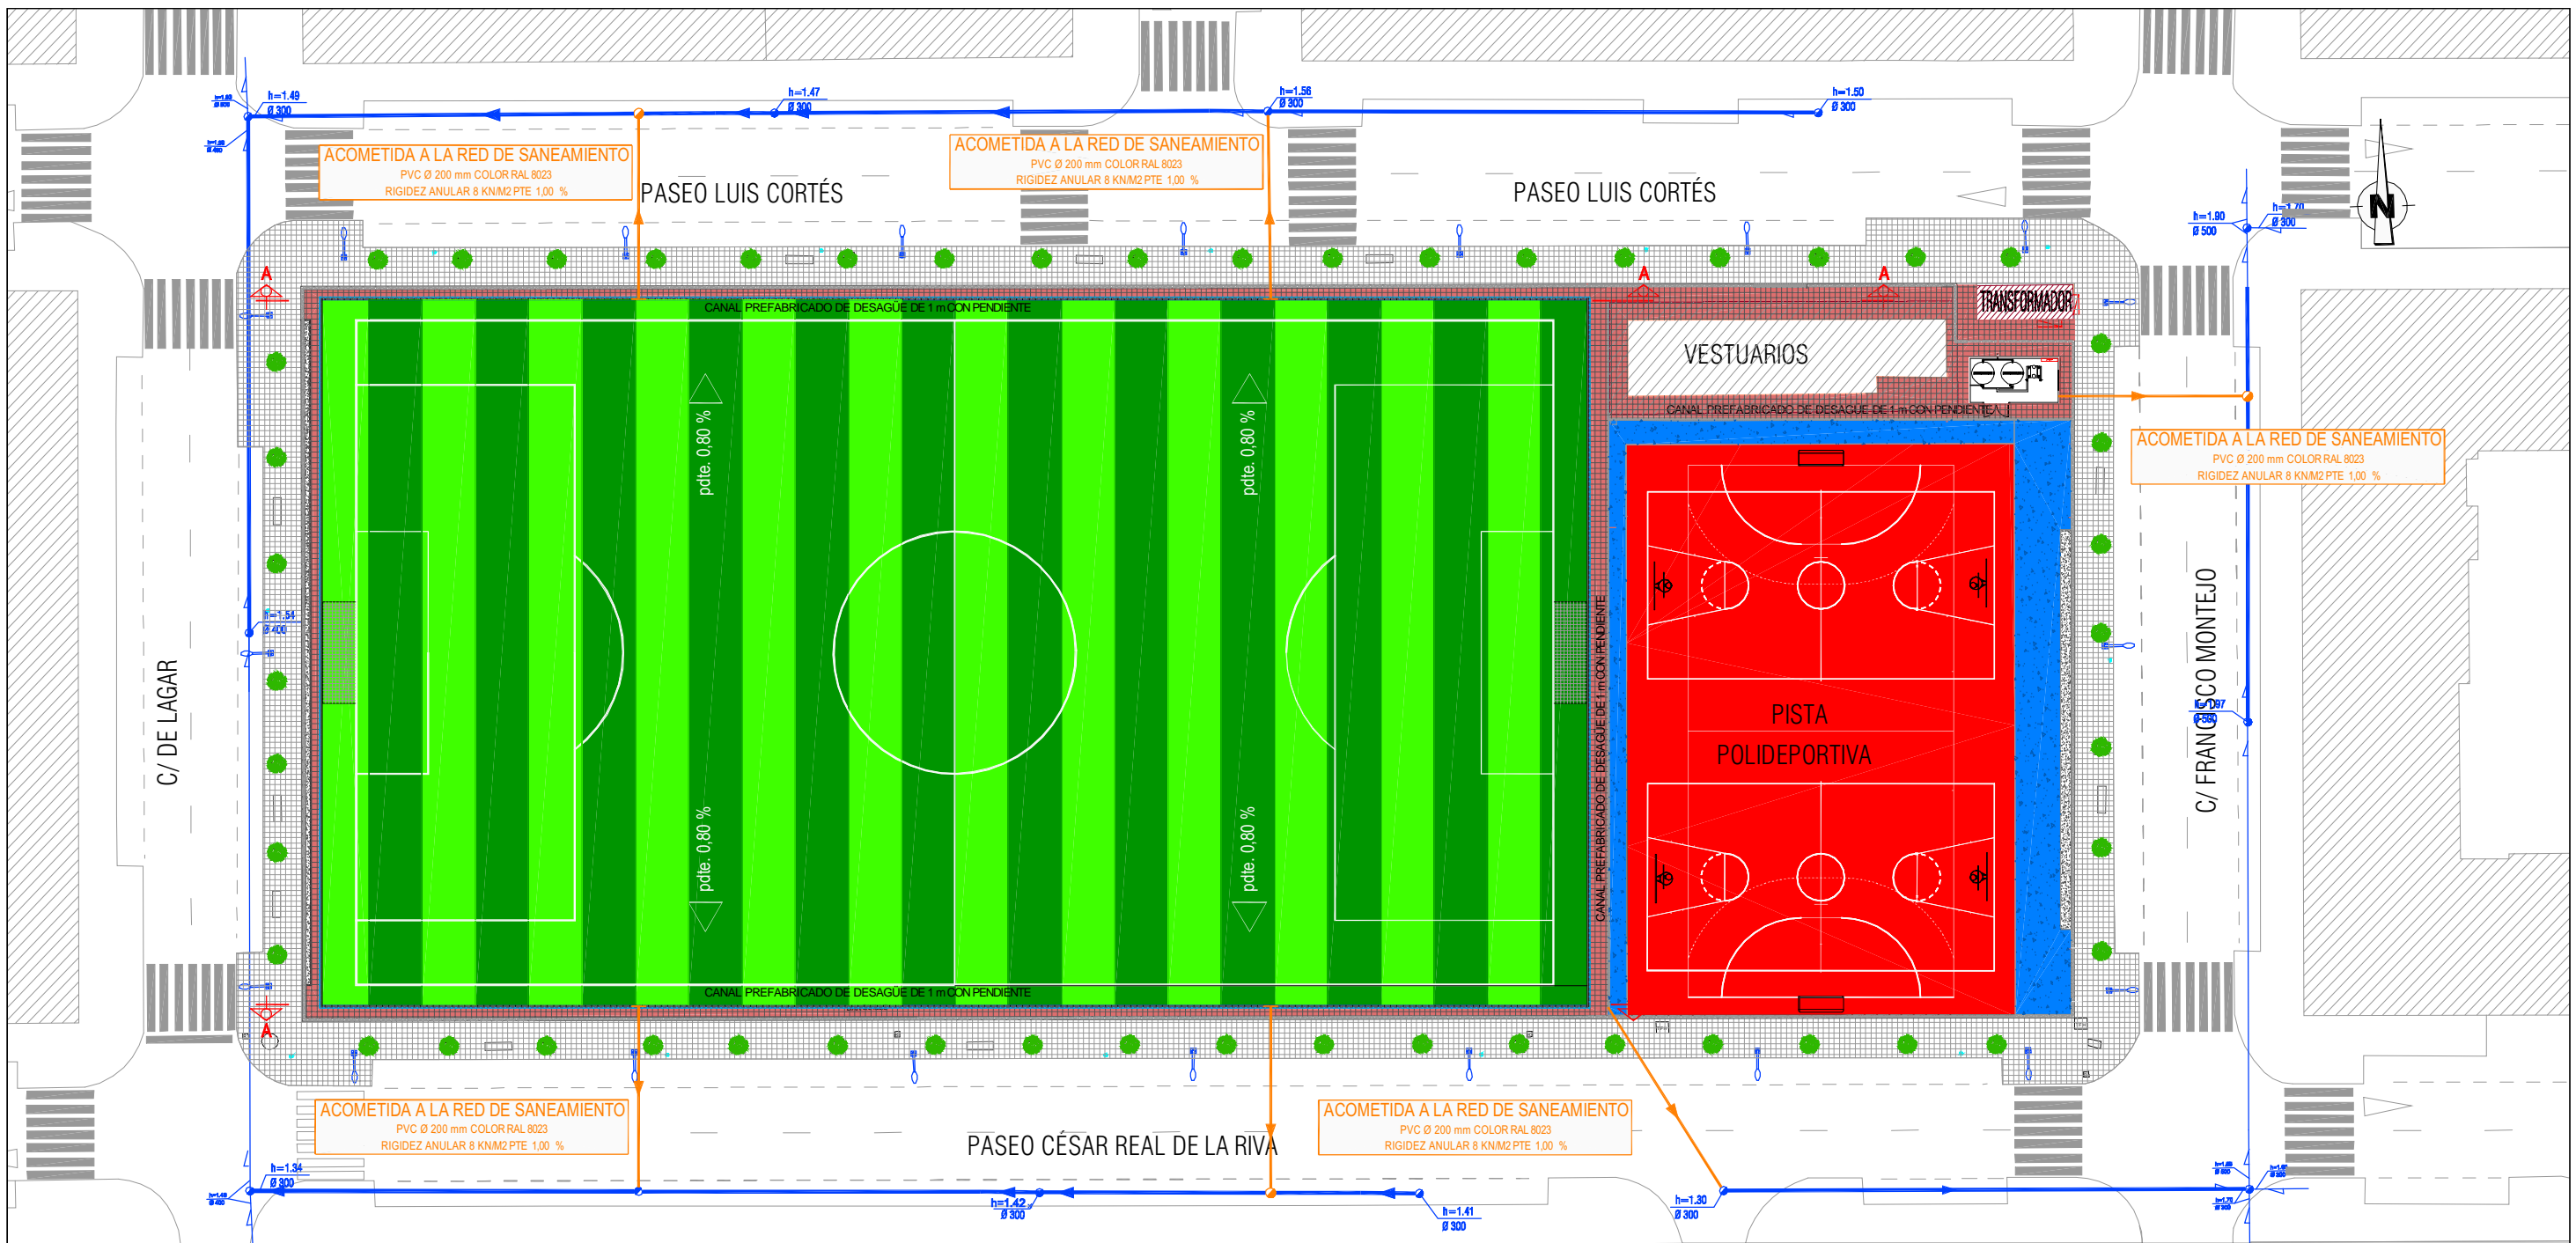 h=1.49
Ø 300
h=1.47
Ø 300
h=1.56
Ø 300
h=1.50
Ø 300
ACOMETIDA A LA RED DE SANEAMIENTO
PVC Ø 200 mm COLOR RAL 8023
RIGIDEZ ANULAR 8 KN/M2 PTE 1,00 %
ACOMETIDA A LA RED DE SANEAMIENTO
PVC Ø 200 mm COLOR RAL 8023
RIGIDEZ ANULAR 8 KN/M2 PTE 1,00 %
PASEO LUIS CORTÉS
PASEO LUIS CORTÉS
N
h=1.90
Ø 500
h=1.70
Ø 300
A
A
A
CANAL PREFABRICADO DE DESAGÜE DE 1 m CON PENDIENTE
TRANSFORMADOR
VESTUARIOS
CANAL PREFABRICADO DE DESAGÜE DE 1 m CON PENDIENTE
pdte. 0,80 %
pdte. 0,80 %
ACOMETIDA A LA RED DE SANEAMIENTO
PVC Ø 200 mm COLOR RAL 8023
RIGIDEZ ANULAR 8 KN/M2 PTE 1,00 %
h=1.54
Ø 400
C/ DE LAGAR
CANAL PREFABRICADO DE DESAGÜE DE 1 m CON PENDIENTE
PISTA
POLIDEPORTIVA
C/ FRANCISCO MONTEJO
h=1.97
Ø 500
pdte. 0,80 %
pdte. 0,80 %
CANAL PREFABRICADO DE DESAGÜE DE 1 m CON PENDIENTE
A
ACOMETIDA A LA RED DE SANEAMIENTO
PVC Ø 200 mm COLOR RAL 8023
RIGIDEZ ANULAR 8 KN/M2 PTE 1,00 %
PASEO CÉSAR REAL DE LA RIVA
ACOMETIDA A LA RED DE SANEAMIENTO
PVC Ø 200 mm COLOR RAL 8023
RIGIDEZ ANULAR 8 KN/M2 PTE 1,00 %
h=1.34
Ø 300
h=1.42
Ø 300
h=1.41
Ø 300
h=1.30
Ø 300